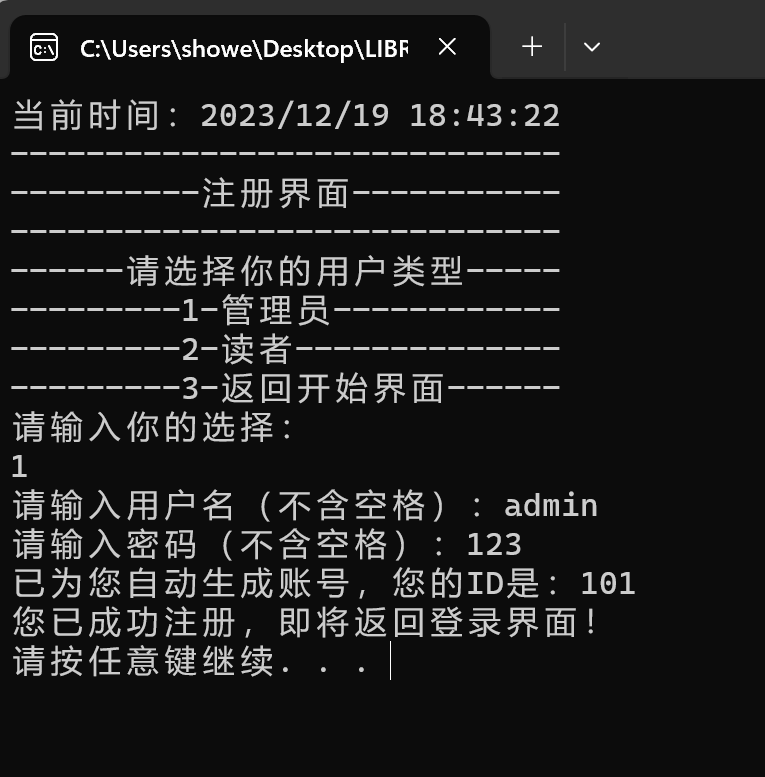 C:\Users\showe\Desktop\LIBR
当前时间：2023/12/19 18:43:22
-----------------------------
----------注册界面-----------
-----------------------------
------请选择你的用户类型-----
---------1-管理员------------
---------2-读者--------------
---------3-返回开始界面------
请输入你的选择：
1
请输入用户名（不含空格）：admin
请输入密码（不含空格）：123
已为您自动生成账号，您的ID是：101
您已成功注册，即将返回登录界面！
请按任意键继续. . .